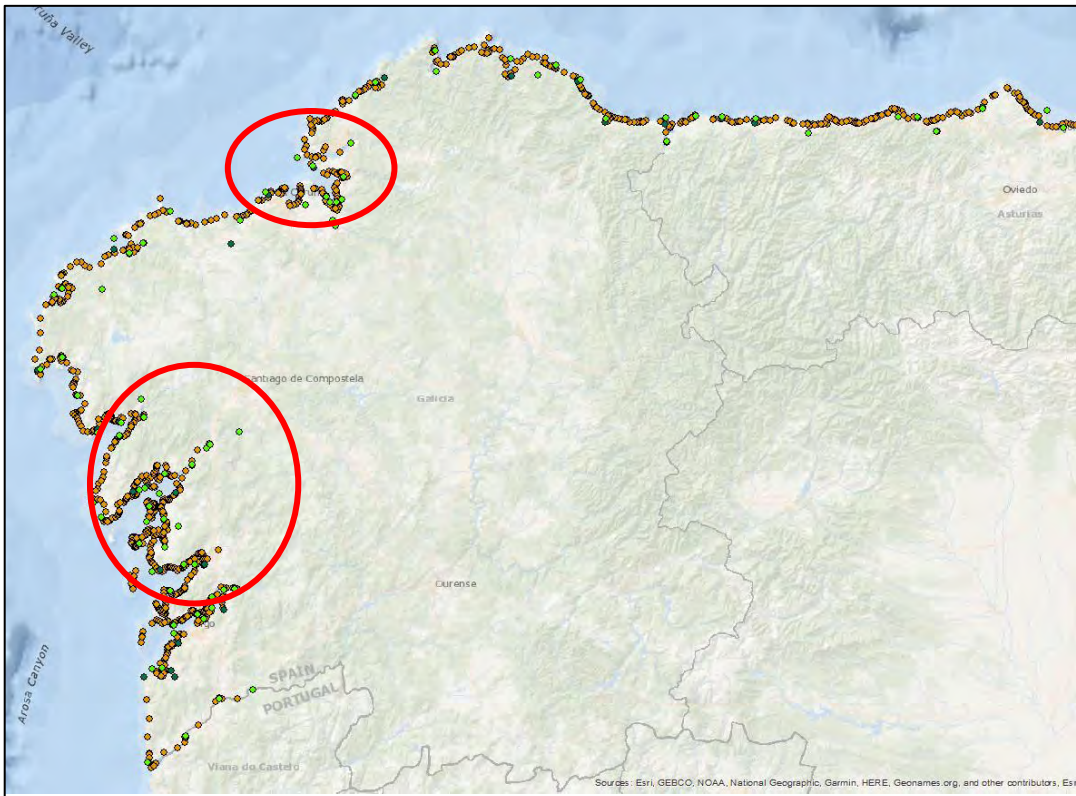 ruña Valley
Oviedo
Asturias
Santiago de Compostela
Galicia
Ourense
Arosa Canyon
SPAIN
PORTUGAL
Viana do Castelo
Sources: Esri, GEBCO, NOAA, National Geographic, Garmin, HERE, Geonames.org, and other contributors, Esri